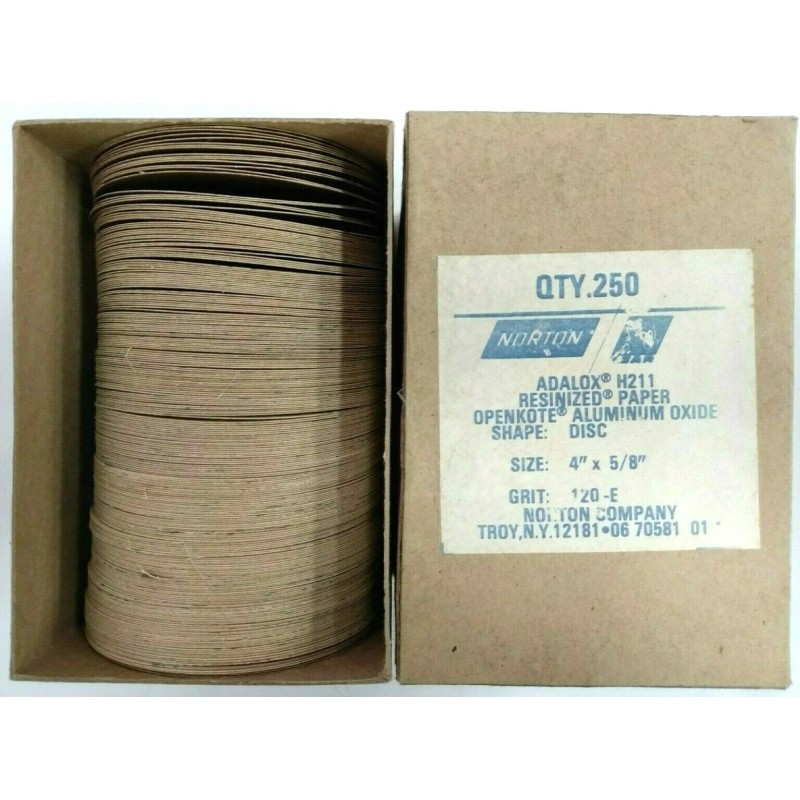 QTY.250
NORTON
ADALOX® H211
RESINIZED® PAPER
OPENKOTE® ALUMINUM OXIDE
SHAPE: DISC
SIZE: 4" x 5/8"
GRIT: 120-E
NORTON COMPANY
TROY,N.Y.12181•06 70581 01